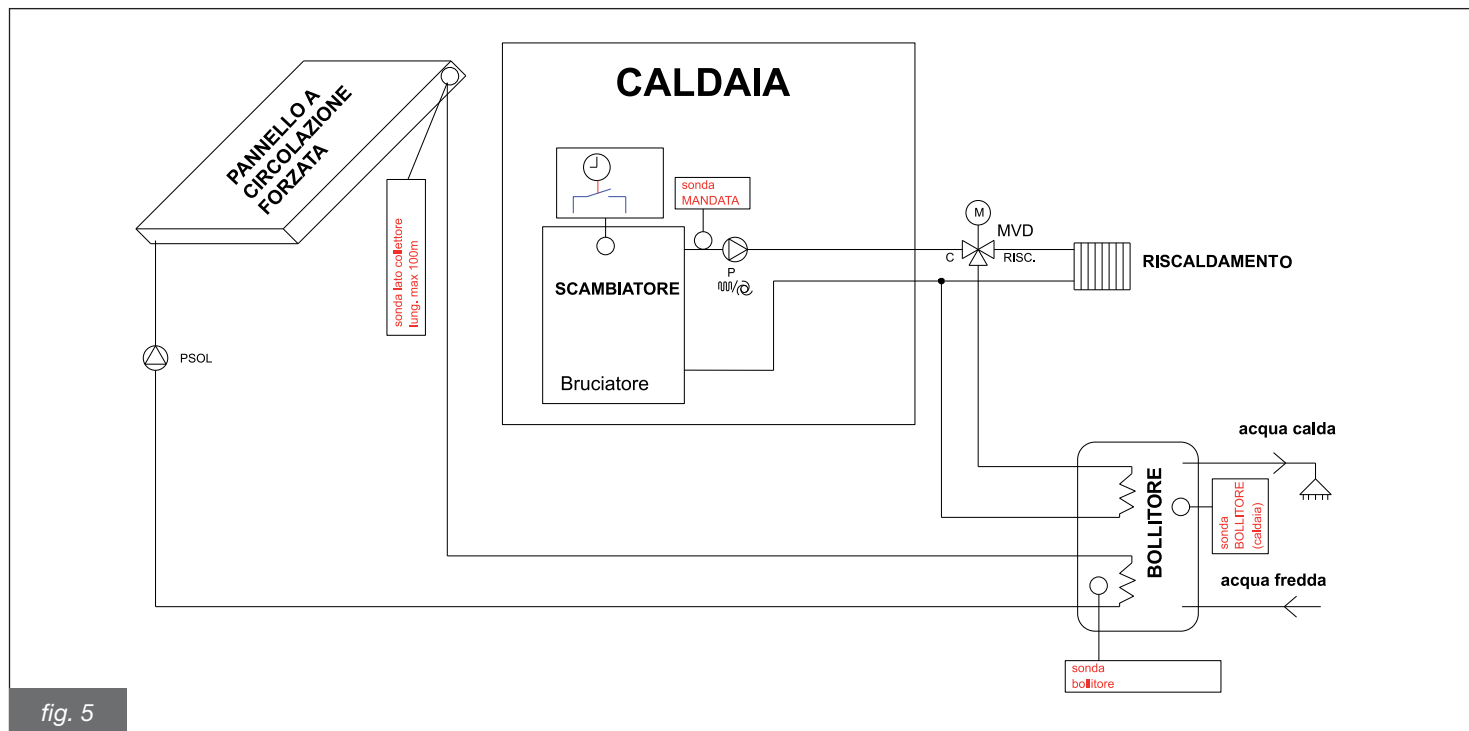 PANNELLO A
CIRCOLAZIONE
FORZATA
sonda lato collettore
lung. max 100m
PSOL
CALDAIA
sonda
MANDATA
P
SCAMBIATORE
Bruciatore
M
MVD
C
RISC.
RISCALDAMENTO
acqua calda
BOLLITORE
sonda
BOLLITORE
(caldaia)
acqua fredda
sonda
bollitore
fig. 5